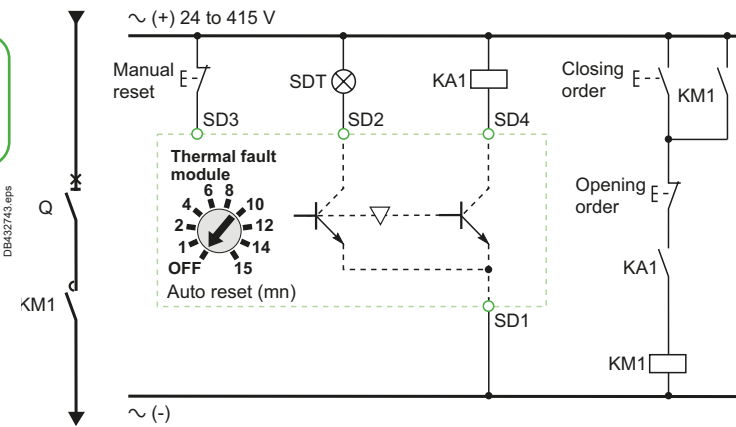 ∼ (+) 24 to 415 V
Manual
reset
SDT
KA1
Closing
order
KM1
SD3
SD2
SD4
Thermal fault
module
6 8
4 10
2 12
1 14
OFF 15
Auto reset (mn)
SD1
Opening
order
KA1
KM1
∼ (-)
Q
KM1
DB432743.eps